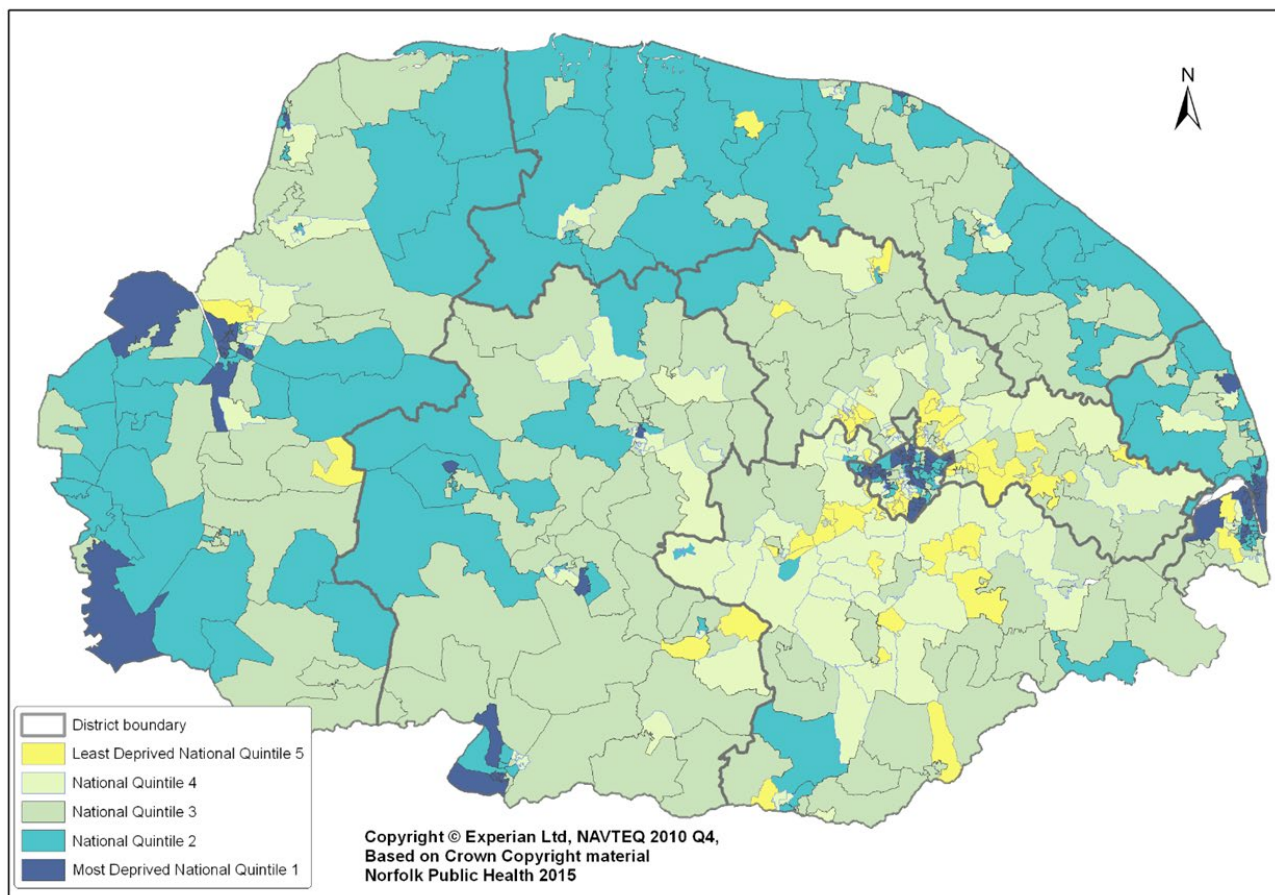 N
District boundary
Least Deprived National Quintile 5
National Quintile 4
National Quintile 3
National Quintile 2
Most Deprived National Quintile 1
Copyright © Experian Ltd, NAVTEQ 2010 Q4,
Based on Crown Copyright material
Norfolk Public Health 2015